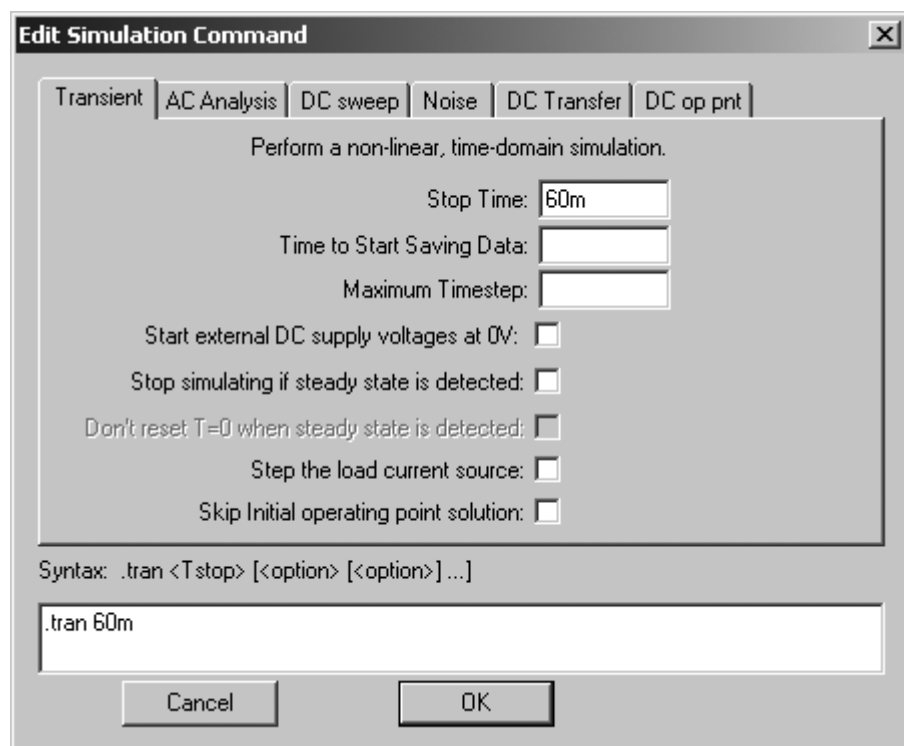 Edit Simulation Command
Transient AC Analysis DC sweep Noise DC Transfer DC op pnt
Perform a non-linear, time-domain simulation.
Stop Time: 60m
Time to Start Saving Data:
Maximum Timestep:
Start external DC supply voltages at 0V:
Stop simulating if steady state is detected:
Don't reset T=0 when steady state is detected:
Step the load current source:
Skip Initial operating point solution:
Syntax: .tran <Tstop> [<option> [<option>] ...]
.tran 60m
Cancel OK